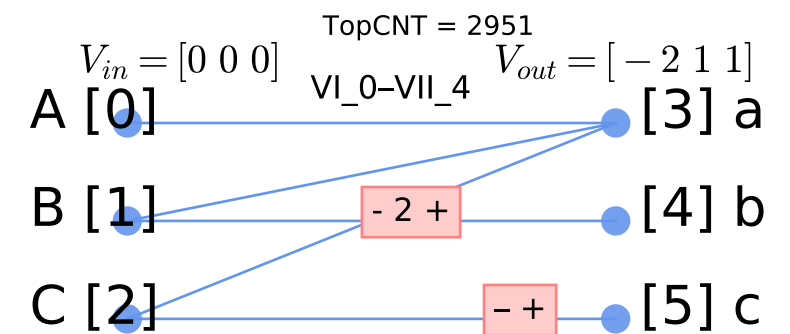 TopCNT = 2951
V_in = [0 0 0] V_out = [− 2 1 1]
VI_0–VII_4
A [0] [3] a
B [1] - 2 + [4] b
C [2] – + [5] c